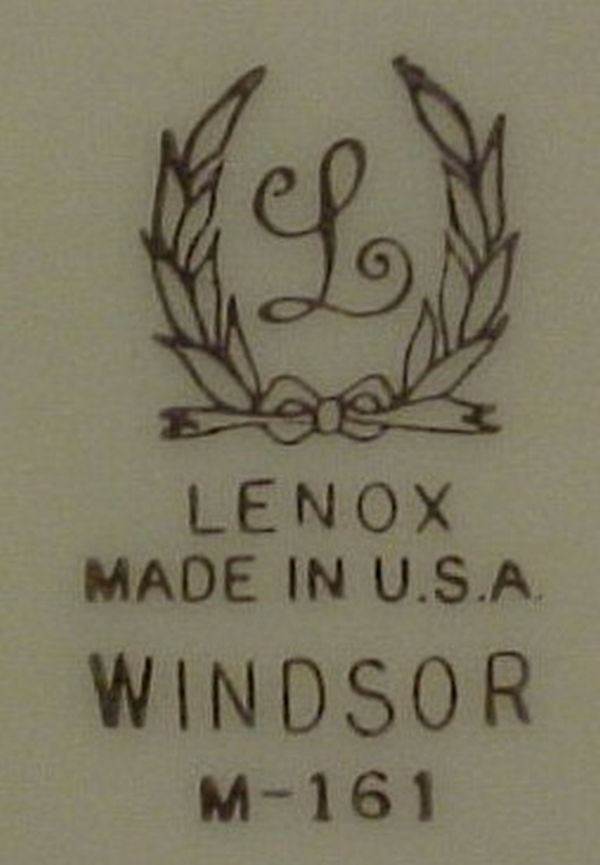 L
LENOX
MADE IN U.S.A.
WINDSOR
M-161